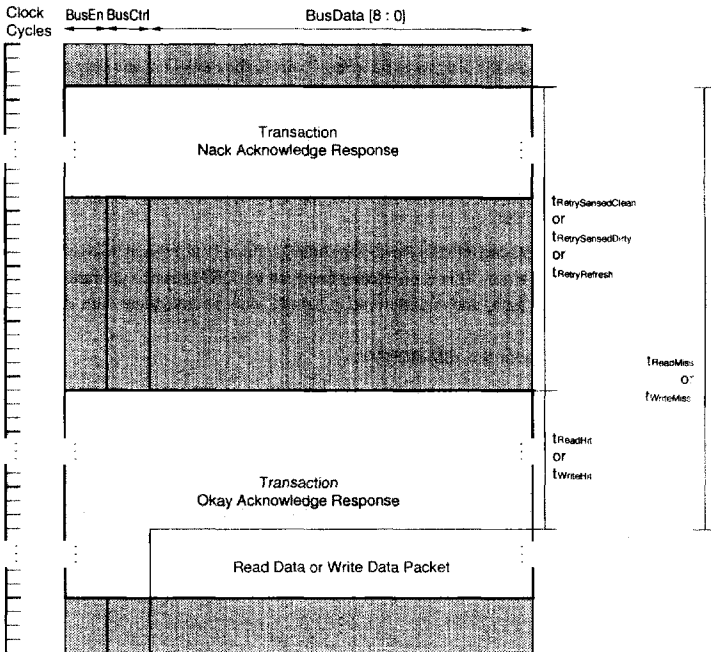 Clock BusEn BusCtrl BusData [8 : 0]
Cycles
Transaction
Nack Acknowledge Response
tRetrySensedClean
or
tRetrySensedDirty
or
tRetryRefresh
tReadMiss
or
tWriteMiss
tReadHit
or
tWriteHit
Transaction
Okay Acknowledge Response
Read Data or Write Data Packet